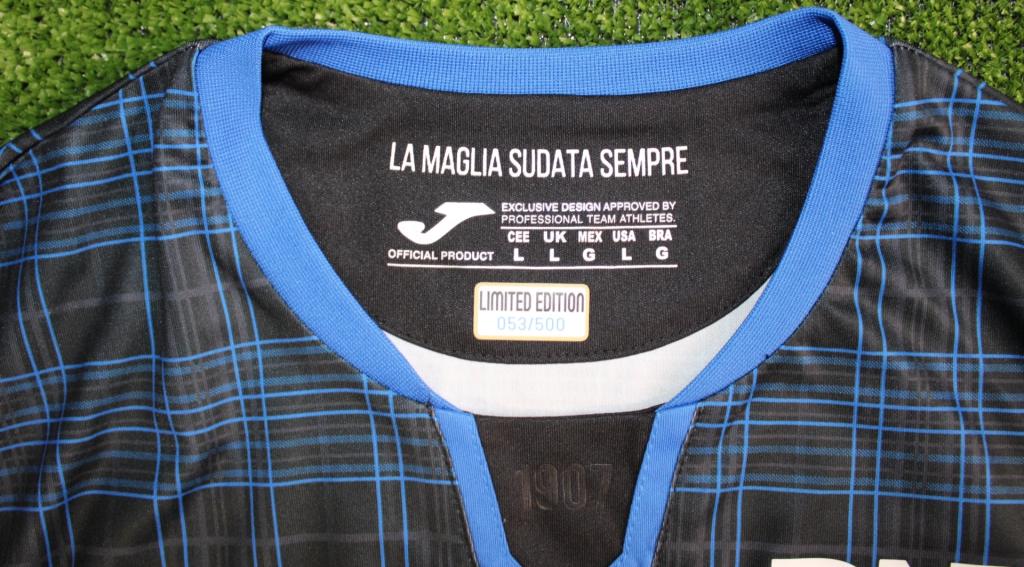 LA MAGLIA SUDATA SEMPRE
EXCLUSIVE DESIGN APPROVED BY
PROFESSIONAL TEAM ATHLETES.
CEE UK MEX USA BRA
OFFICIAL PRODUCT L L G L G
LIMITED EDITION
053/500
1907